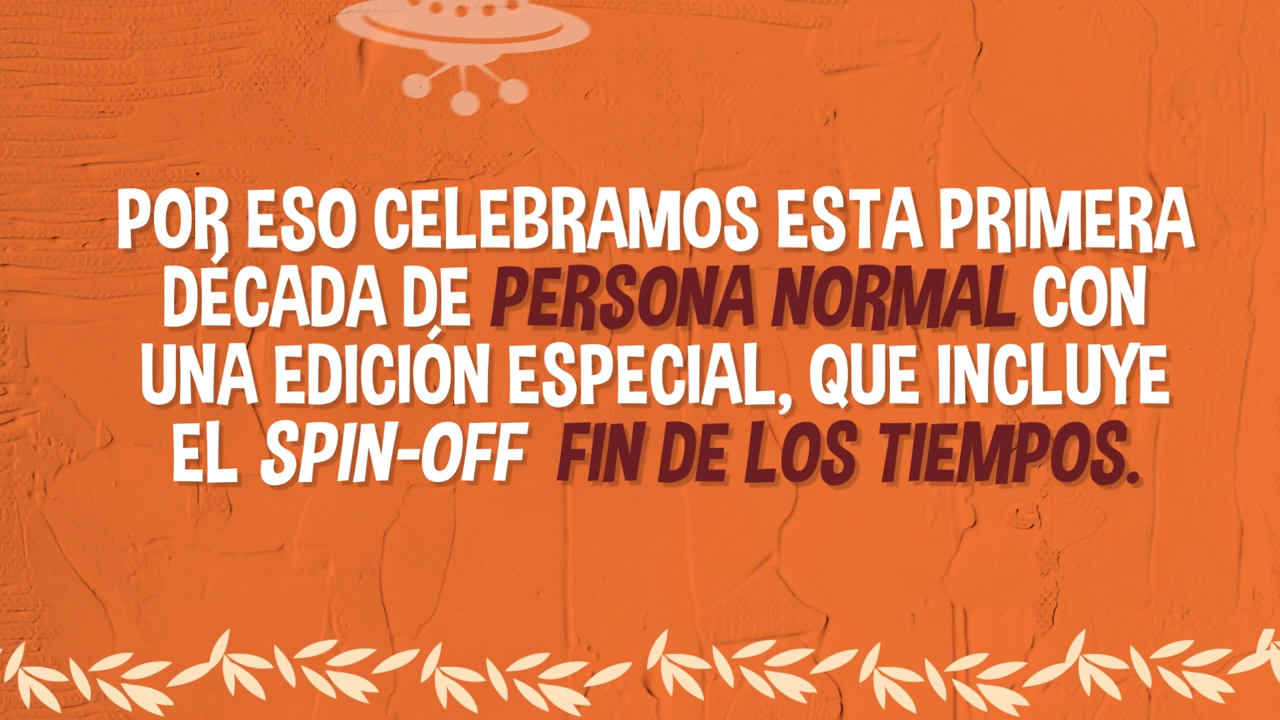 POR ESO CELEBRAMOS ESTA PRIMERA
DÉCADA DE PERSONA NORMAL CON
UNA EDICIÓN ESPECIAL, QUE INCLUYE
EL SPIN-OFF FIN DE LOS TIEMPOS.